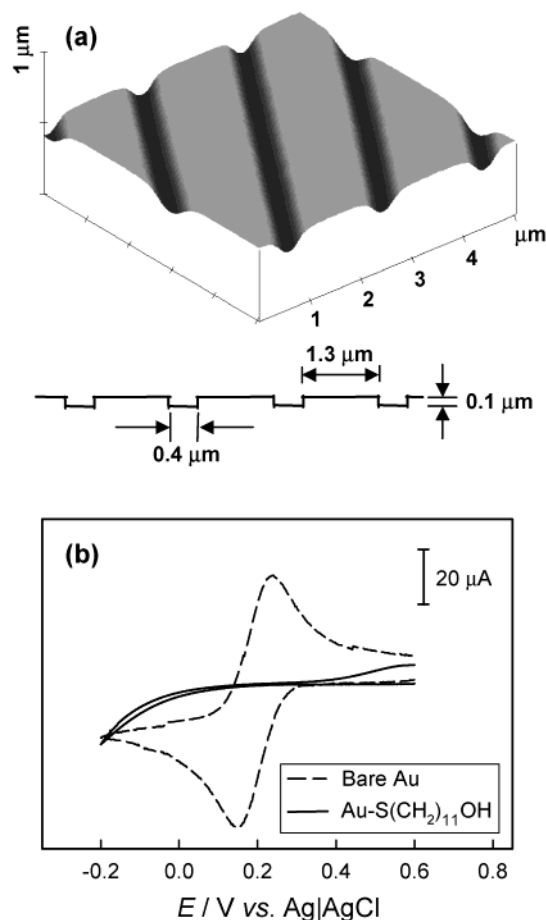 (a)
1 μm
μm
4
3
2
1
1.3 μm
0.1 μm
0.4 μm
(b)
20 μA
Bare Au
Au-S(CH₂)₁₁OH
-0.2 0.0 0.2 0.4 0.6 0.8
E / V vs. Ag|AgCl